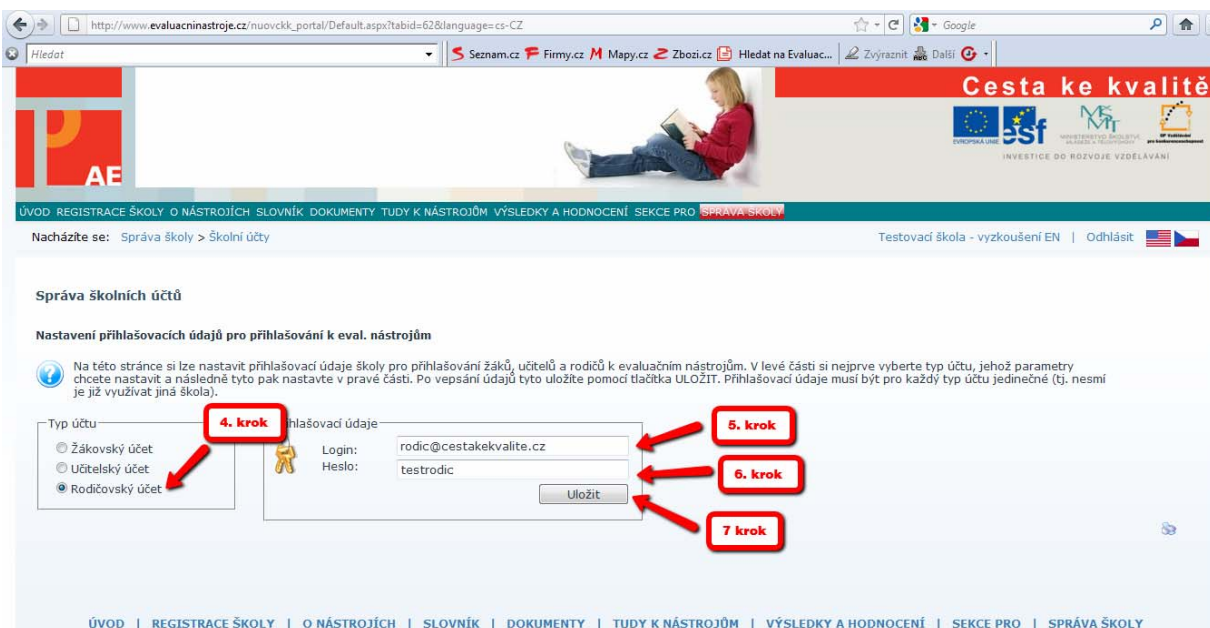 http://www.evaluacninastroje.cz/nuovckk_portal/Default.aspx?tabid=62&language=cs-CZ
Google
Hledat
Seznam.cz Firmy.cz Mapy.cz Zbozi.cz Hledat na Evaluac... Zvýraznit Další
Cesta ke kvalitě
AE
EVROPSKÁ UNIE esf MŠMT
INVESTICE DO ROZVOJE VZDĚLÁVÁNÍ
ÚVOD REGISTRACE ŠKOLY O NÁSTROJÍCH SLOVNÍK DOKUMENTY TUDY K NÁSTROJŮM VÝSLEDKY A HODNOCENÍ SEKCE PRO SPRÁVA ŠKOLY
Nacházíte se: Správa školy > Školní účty
Testovací škola - vyzkoušení EN | Odhlásit
Správa školních účtů
Nastavení přihlašovacích údajů pro přihlašování k eval. nástrojům
Na této stránce si lze nastavit přihlašovací údaje školy pro přihlašování žáků, učitelů a rodičů k evaluačním nástrojům. V levé části si nejprve vyberte typ účtu, jehož parametry
chcete nastavit a následně tyto pak nastavte v pravé části. Po vepsání údajů tyto uložíte pomocí tlačítka ULOŽIT. Přihlašovací údaje musí být pro každý typ účtu jedinečné (tj. nesmí
je již využívat jiná škola).
Typ účtu
4. krok
hlašovací údaje
5. krok
Žákovský účet
Učitelský účet
Rodičovský účet
Login: rodic@cestakekvalite.cz
Heslo: testrodic
6. krok
Uložit
7 krok
ÚVOD | REGISTRACE ŠKOLY | O NÁSTROJÍCH | SLOVNÍK | DOKUMENTY | TUDY K NÁSTROJŮM | VÝSLEDKY A HODNOCENÍ | SEKCE PRO | SPRÁVA ŠKOLY